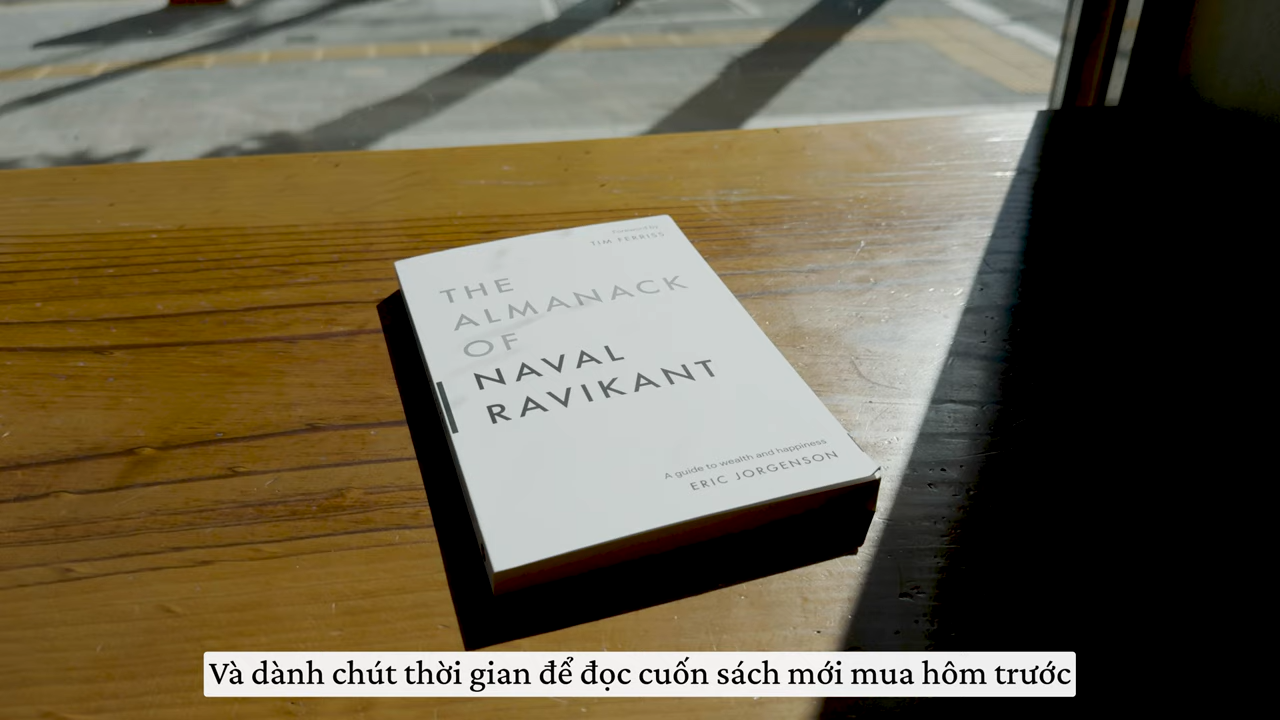 Foreword by
TIM FERRISS
THE
ALMANACK
OF
NAVAL
RAVIKANT
A guide to wealth and happiness
ERIC JORGENSON
Và dành chút thời gian để đọc cuốn sách mới mua hôm trước